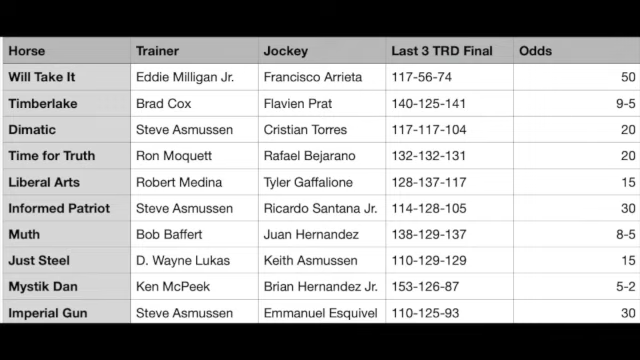 Horse Trainer Jockey Last 3 TRD Final Odds
Will Take It Eddie Milligan Jr. Francisco Arrieta 117-56-74 50
Timberlake Brad Cox Flavien Prat 140-125-141 9-5
Dimatic Steve Asmussen Cristian Torres 117-117-104 20
Time for Truth Ron Moquett Rafael Bejarano 132-132-131 20
Liberal Arts Robert Medina Tyler Gaffalione 128-137-117 15
Informed Patriot Steve Asmussen Ricardo Santana Jr. 114-128-105 30
Muth Bob Baffert Juan Hernandez 138-129-137 8-5
Just Steel D. Wayne Lukas Keith Asmussen 110-129-129 15
Mystik Dan Ken McPeek Brian Hernandez Jr. 153-126-87 5-2
Imperial Gun Steve Asmussen Emmanuel Esquivel 110-125-93 30